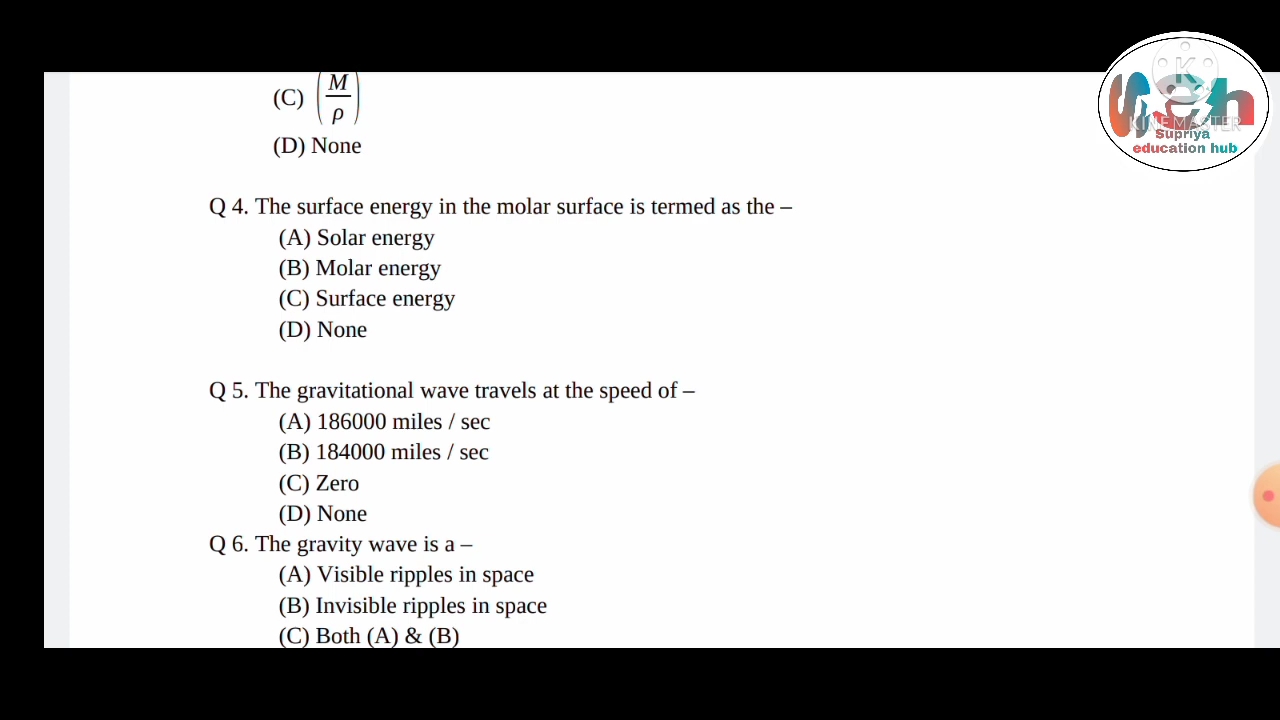 (C) (M/ρ)
(D) None
Q 4. The surface energy in the molar surface is termed as the –
(A) Solar energy
(B) Molar energy
(C) Surface energy
(D) None
Q 5. The gravitational wave travels at the speed of –
(A) 186000 miles / sec
(B) 184000 miles / sec
(C) Zero
(D) None
Q 6. The gravity wave is a –
(A) Visible ripples in space
(B) Invisible ripples in space
(C) Both (A) & (B)
Seh
K
KINEMASTER
Supriya
education hub